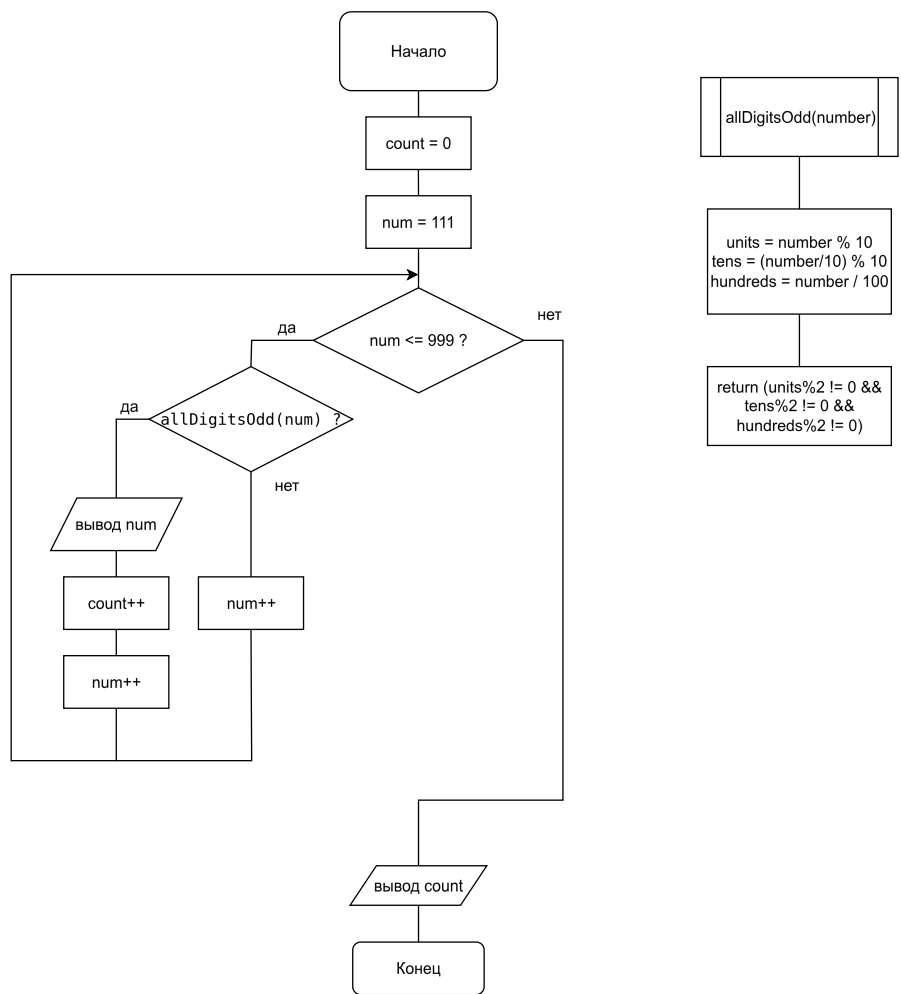 Начало
count = 0
num = 111
num <= 999 ?
да
нет
allDigitsOdd(num) ?
да
нет
вывод num
count++
num++
num++
вывод count
Конец
allDigitsOdd(number)
units = number % 10
tens = (number/10) % 10
hundreds = number / 100
return (units%2 != 0 &&
tens%2 != 0 &&
hundreds%2 != 0)